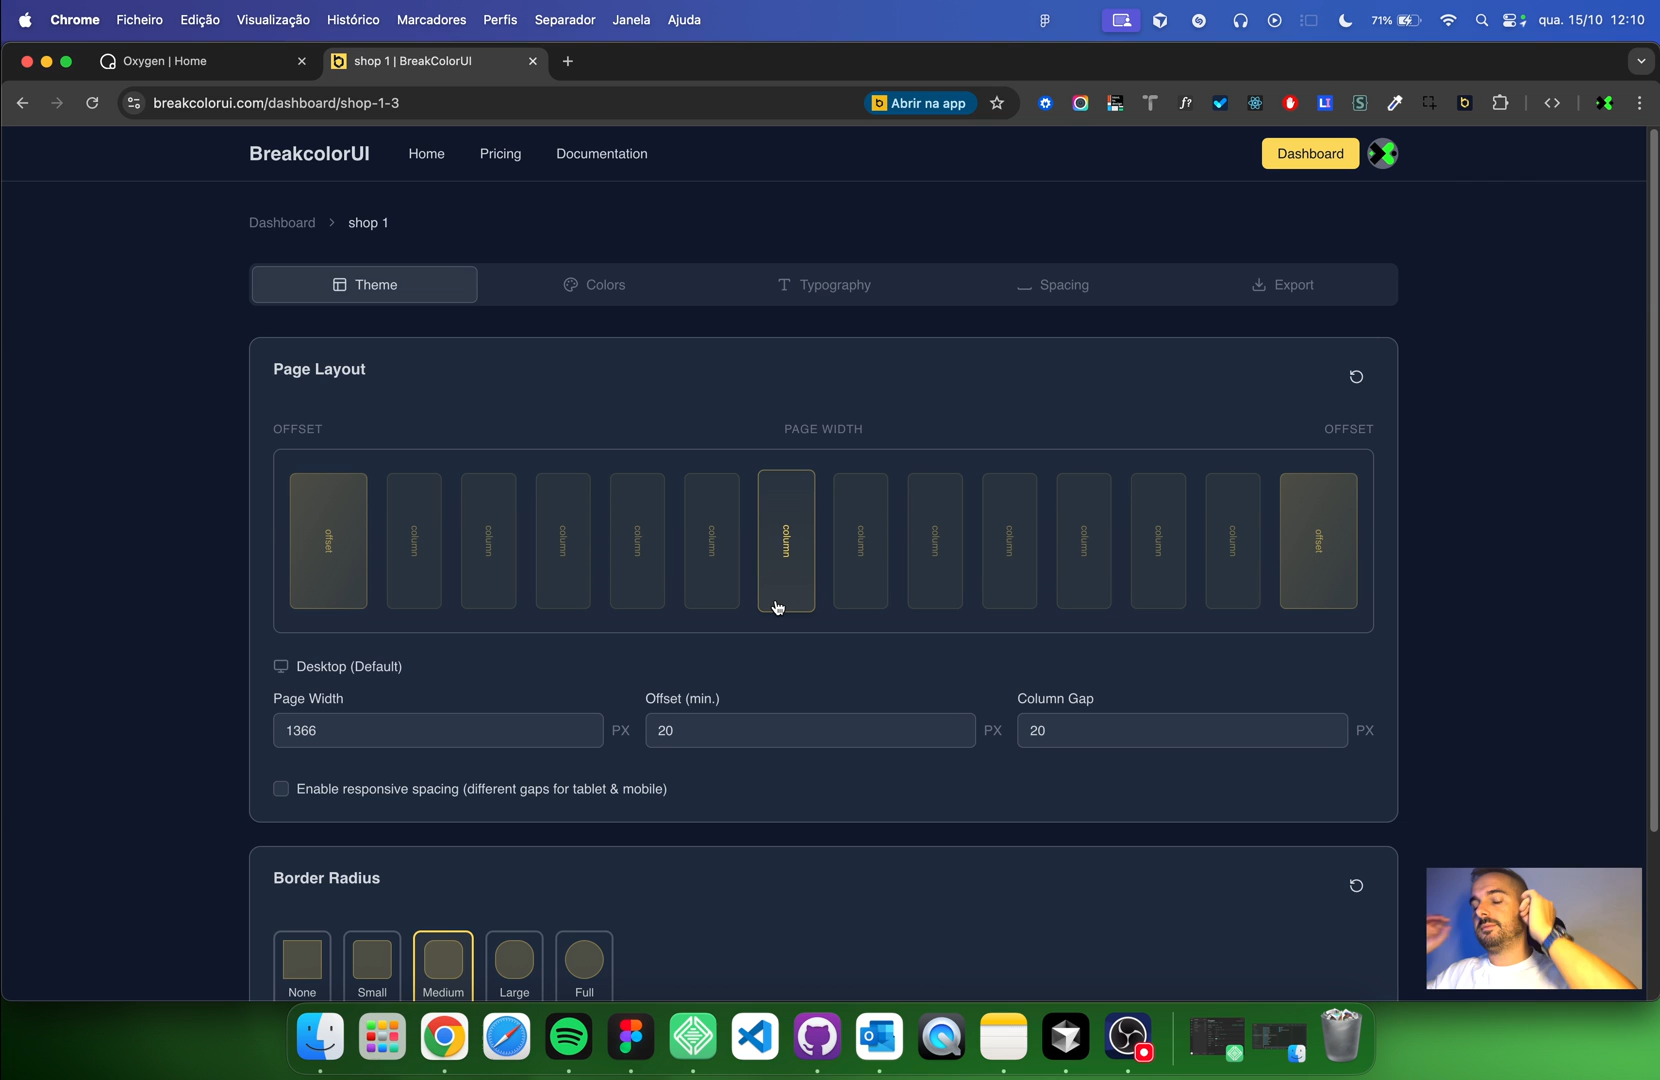 Chrome Ficheiro Edição Visualização Histórico Marcadores Perfis Separador Janela Ajuda 71% qua. 15/10 12:10
Oxygen | Home shop 1 | BreakColorUI
breakcolorui.com/dashboard/shop-1-3 Abrir na app
BreakcolorUI Home Pricing Documentation Dashboard
Dashboard > shop 1
Theme Colors Typography Spacing Export
Page Layout
OFFSET PAGE WIDTH OFFSET
offset column column column column column column column column column column column column offset
Desktop (Default)
Page Width Offset (min.) Column Gap
1366 PX 20 PX 20 PX
Enable responsive spacing (different gaps for tablet & mobile)
Border Radius
None Small Medium Large Full